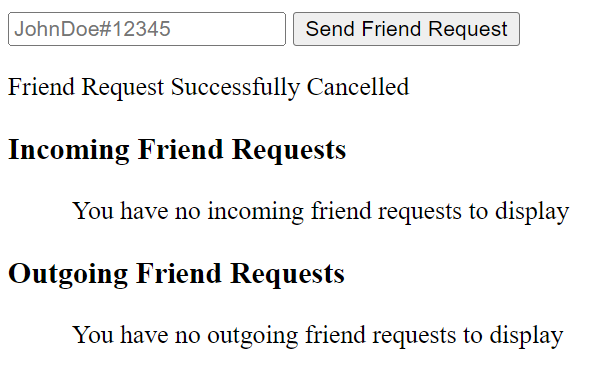 JohnDoe#12345 Send Friend Request
Friend Request Successfully Cancelled
Incoming Friend Requests
You have no incoming friend requests to display
Outgoing Friend Requests
You have no outgoing friend requests to display